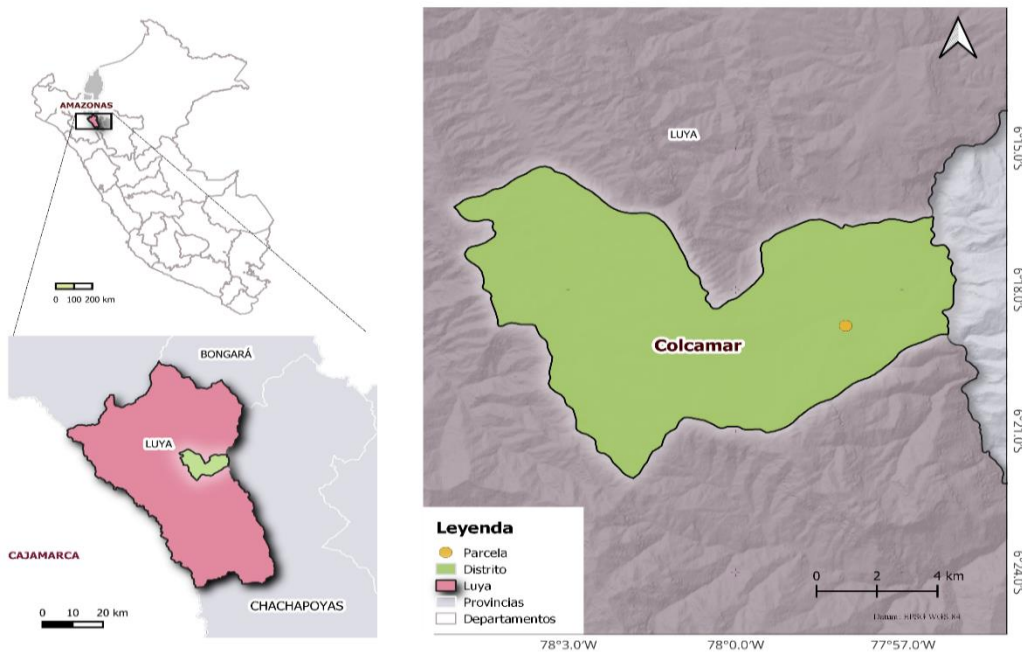 AMAZONAS
0 100 200 km
BONGARÁ
LUYA
CAJAMARCA
CHACHAPOYAS
0 10 20 km
LUYA
Colcamar
6°15.0'S
6°18.0'S
6°21.0'S
6°24.0'S
Leyenda
Parcela
Distrito
Luya
Provincias
Departamentos
0 2 4 km
78°3.0'W
78°0.0'W
77°57.0'W